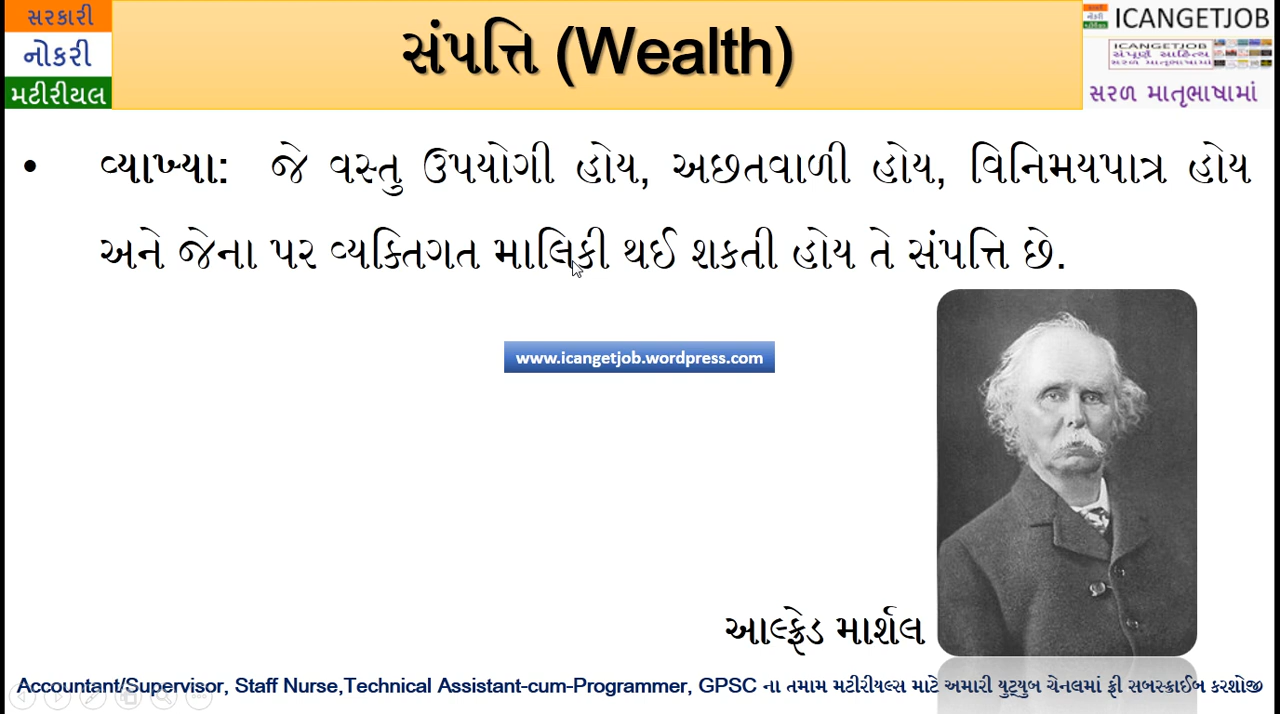 સરકારી
નોકરી
મટીરીયલ
સંપત્તિ (Wealth)
ICANGETJOB
ICANGETJOB
સંપૂર્ણ સાહિત્ય
સરળ માતૃભાષામાં
સરળ માતૃભાષામાં
• વ્યાખ્યા: જે વસ્તુ ઉપયોગી હોય, અછતવાળી હોય, વિનિમયપાત્ર હોય
અને જેના પર વ્યક્તિગત માલિકી થઈ શકતી હોય તે સંપત્તિ છે.
www.icangetjob.wordpress.com
આલ્ફ્રેડ માર્શલ
Accountant/Supervisor, Staff Nurse,Technical Assistant-cum-Programmer, GPSC ના તમામ મટીરીયલ્સ માટે અમારી યુટ્યુબ ચેનલમાં ફ્રી સબસ્ક્રાઈબ કરશોજી